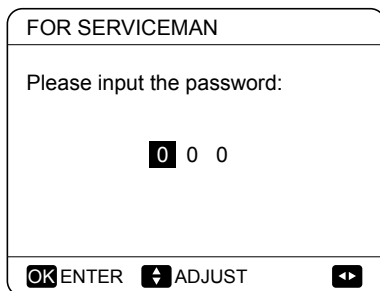 FOR SERVICEMAN
Please input the password:
0 0 0
OK ENTER ADJUST